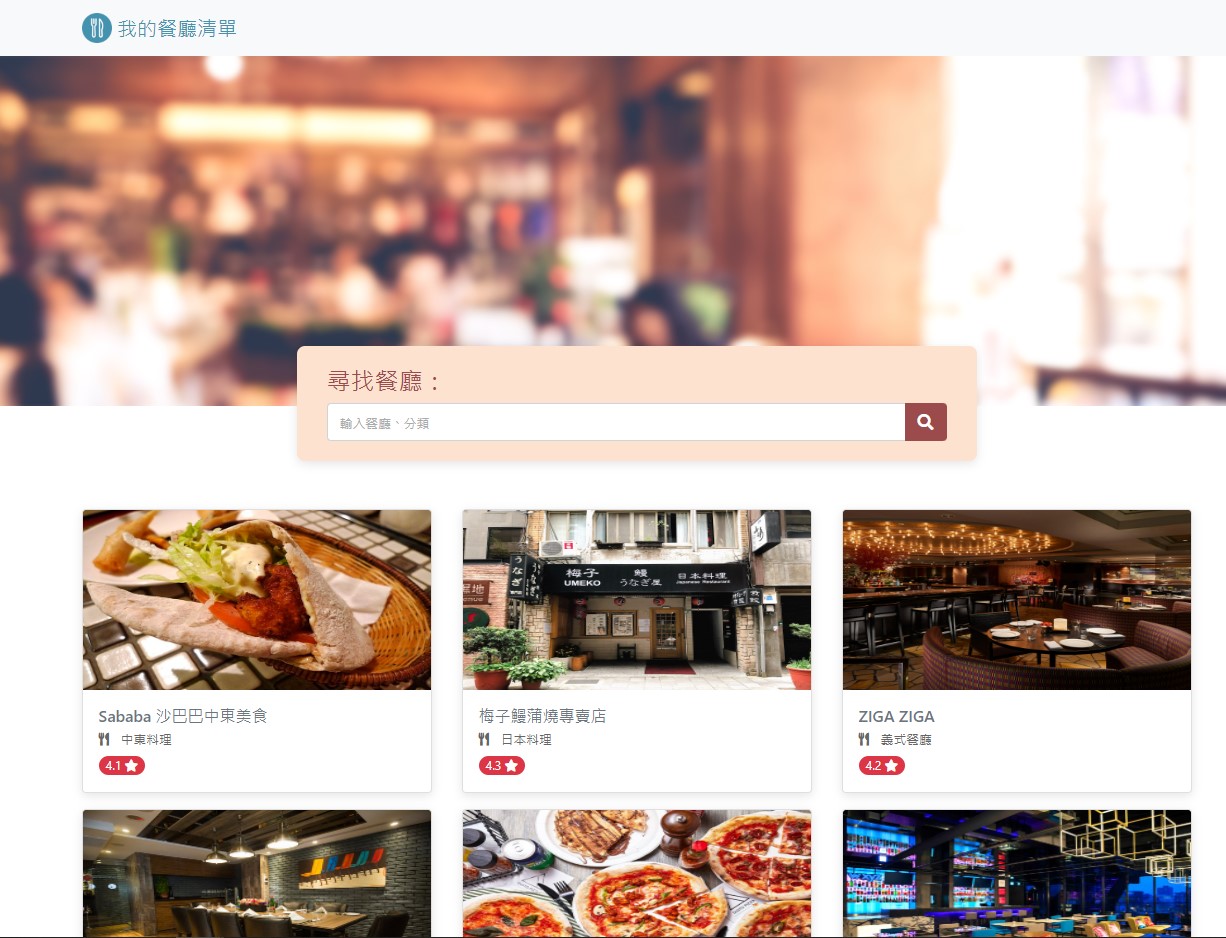 我的餐廳清單
尋找餐廳：
輸入餐廳、分類
梅子 鰻 日本料理
UMEKO うなぎ屋 Japanese Restaurant
うなぎ
Sababa 沙巴巴中東美食
中東料理
4.1
梅子鰻蒲燒專賣店
日本料理
4.3
ZIGA ZIGA
義式餐廳
4.2